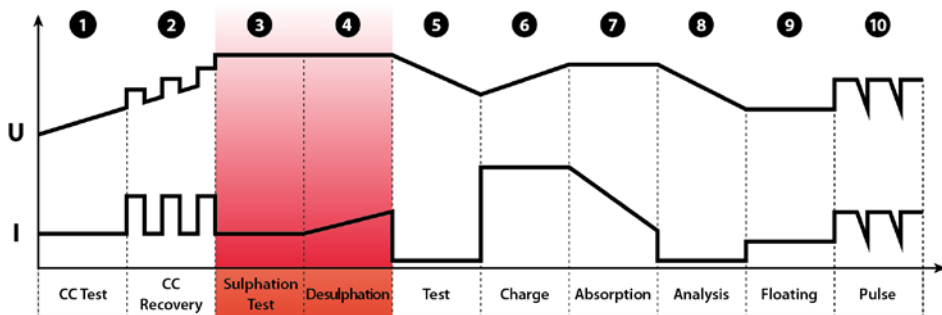 1 2 3 4 5 6 7 8 9 10
U
I
CC Test
CC
Recovery
Sulphation
Test
Desulphation
Test
Charge
Absorption
Analysis
Floating
Pulse